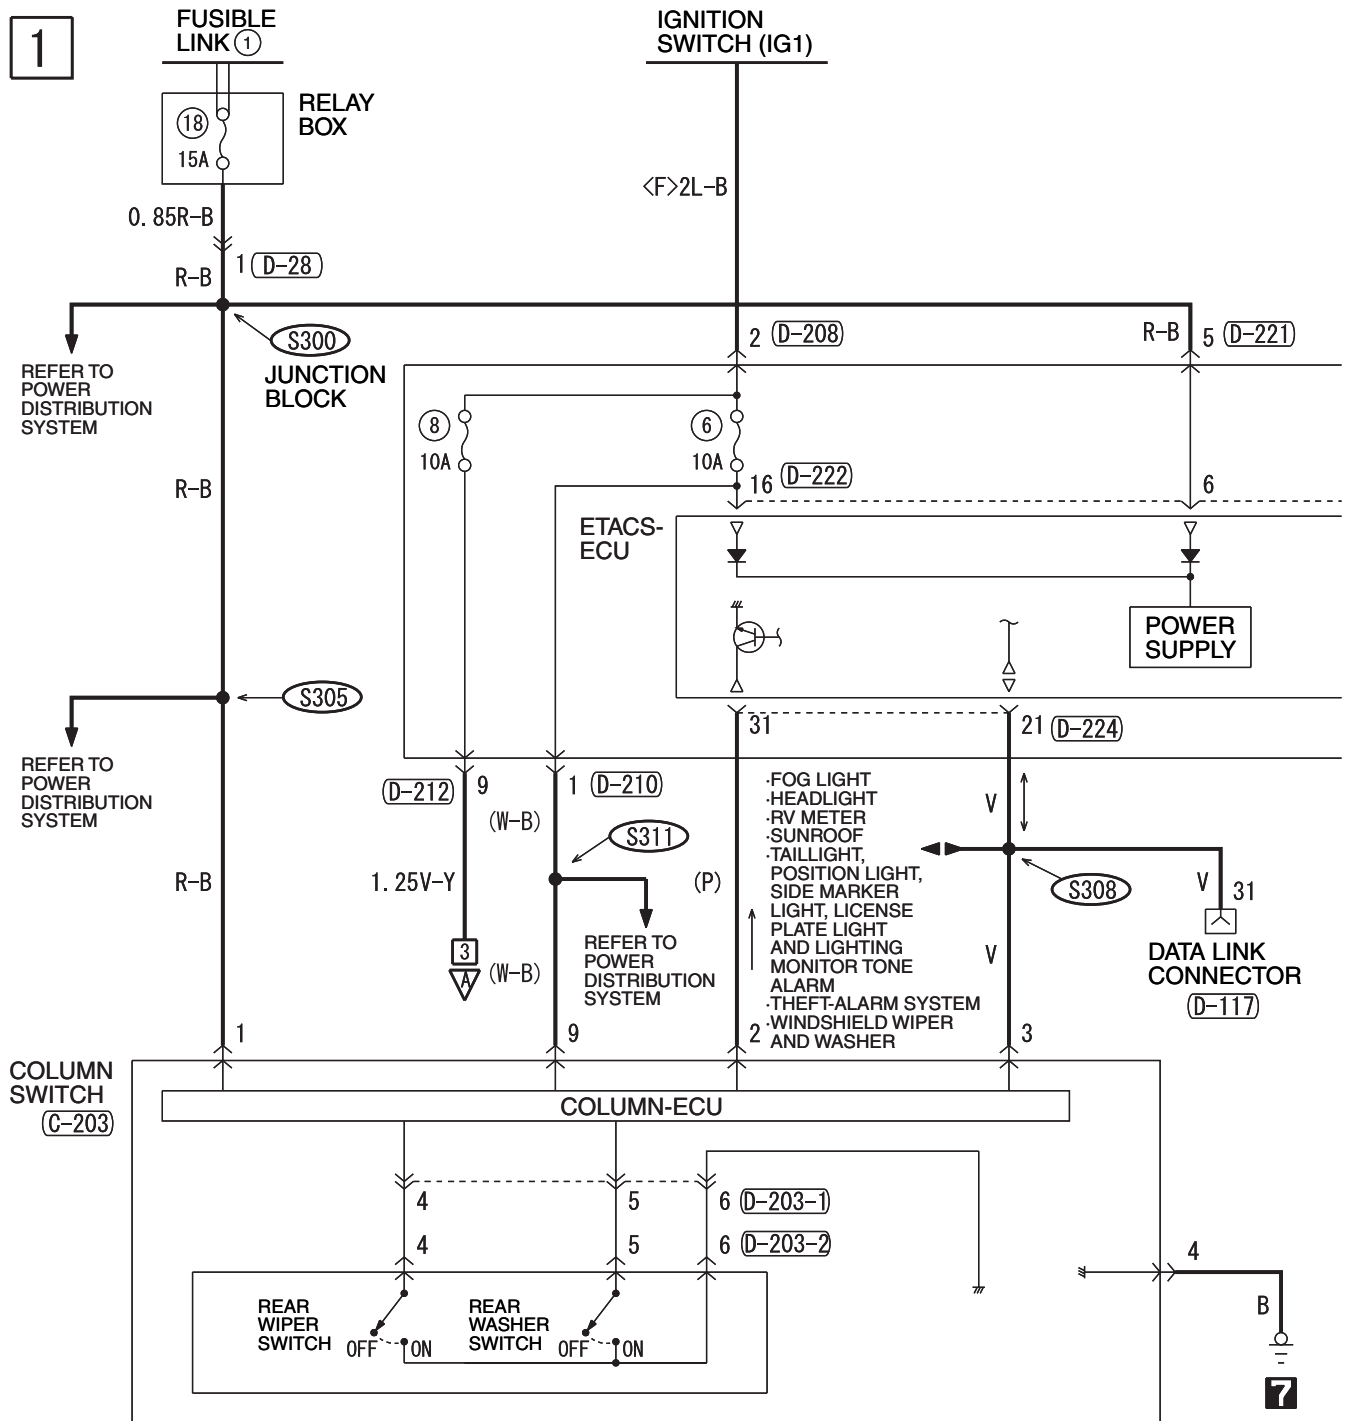 1
FUSIBLE
LINK 1
IGNITION
SWITCH (IG1)
RELAY
BOX
18
15A
0.85R-B
<F>2L-B
1 D-28
R-B
S300
JUNCTION
BLOCK
REFER TO
POWER
DISTRIBUTION
SYSTEM
2 D-208
R-B 5 D-221
8
10A
6
10A
16 D-222
6
R-B
ETACS-
ECU
POWER
SUPPLY
S305
REFER TO
POWER
DISTRIBUTION
SYSTEM
31
21 D-224
D-212 9
1 D-210
(W-B)
S311
1.25V-Y
R-B
(P)
·FOG LIGHT
·HEADLIGHT
·RV METER
·SUNROOF
·TAILLIGHT,
POSITION LIGHT,
SIDE MARKER
LIGHT, LICENSE
PLATE LIGHT
AND LIGHTING
MONITOR TONE
ALARM
·THEFT-ALARM SYSTEM
·WINDSHIELD WIPER
AND WASHER
V
S308
V 31
V
DATA LINK
CONNECTOR
D-117
3
A
(W-B)
REFER TO
POWER
DISTRIBUTION
SYSTEM
1
9
2
3
COLUMN
SWITCH
C-203
COLUMN-ECU
4
5
6 D-203-1
4
5
6 D-203-2
4
REAR
WIPER
SWITCH
OFF ON
REAR
WASHER
SWITCH
OFF ON
B
7